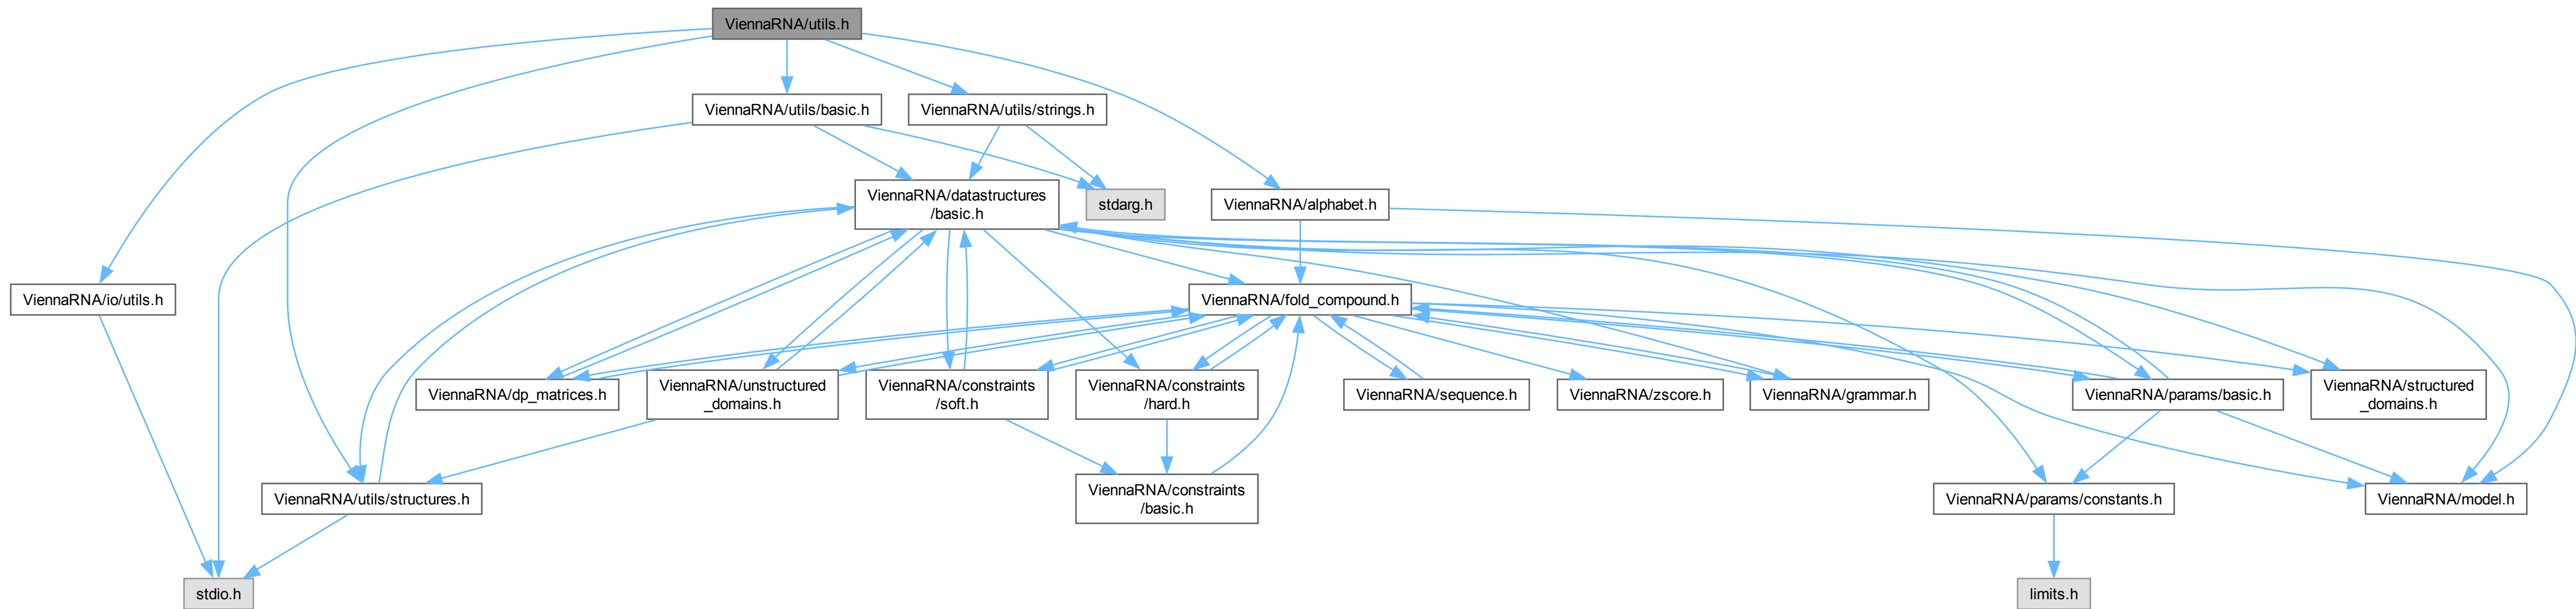 ViennaRNA/utils.h
ViennaRNA/utils/basic.h
ViennaRNA/utils/strings.h
ViennaRNA/datastructures
/basic.h
stdarg.h
ViennaRNA/alphabet.h
ViennaRNA/io/utils.h
ViennaRNA/fold_compound.h
ViennaRNA/dp_matrices.h
ViennaRNA/unstructured
_domains.h
ViennaRNA/constraints
/soft.h
ViennaRNA/constraints
/hard.h
ViennaRNA/sequence.h
ViennaRNA/zscore.h
ViennaRNA/grammar.h
ViennaRNA/params/basic.h
ViennaRNA/structured
_domains.h
ViennaRNA/utils/structures.h
ViennaRNA/constraints
/basic.h
ViennaRNA/params/constants.h
ViennaRNA/model.h
stdio.h
limits.h